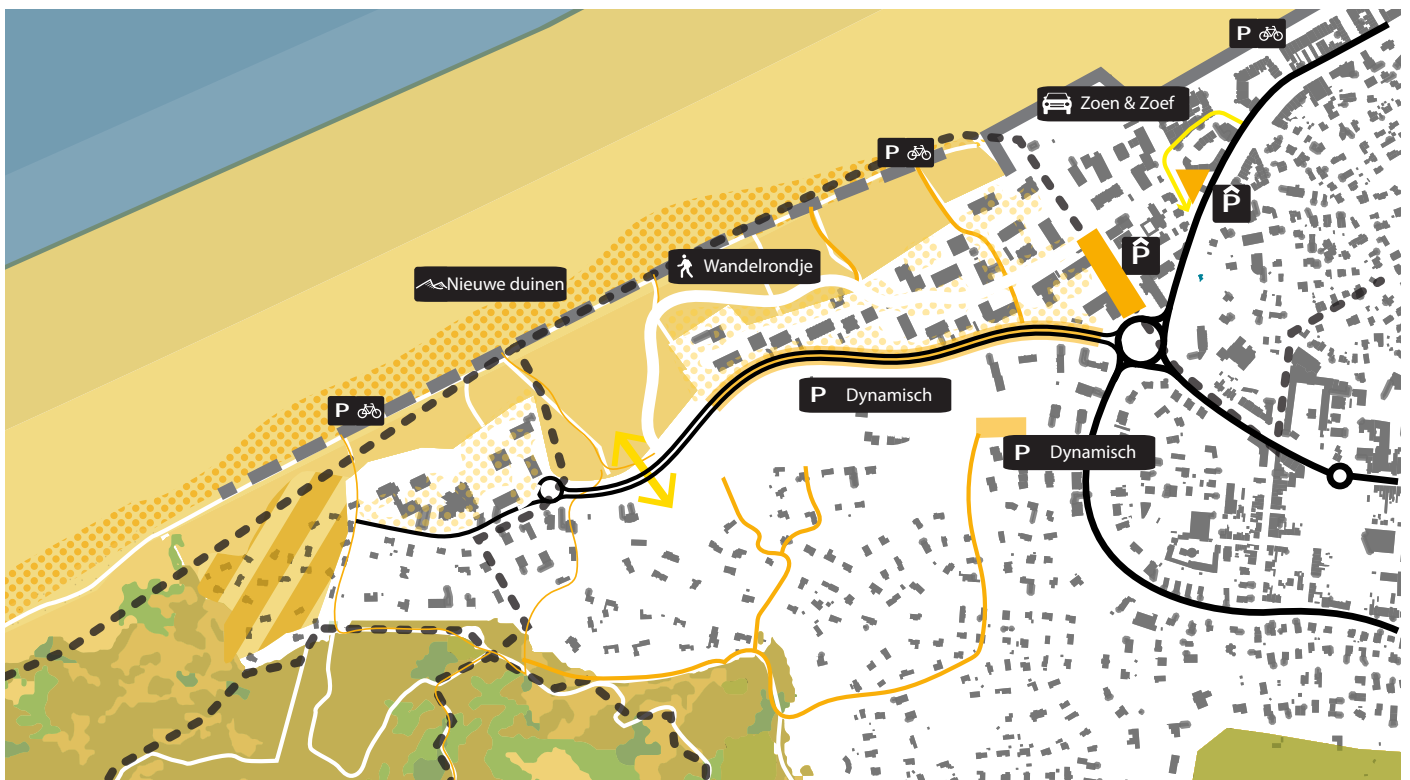 P
Zoen & Zoef
P
P
P
Wandelrondje
Nieuwe duinen
P Dynamisch
P
P Dynamisch